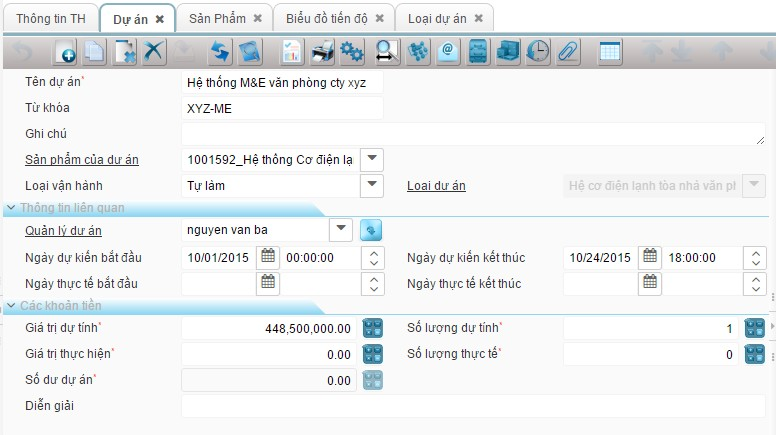 Thông tin TH Dự án Sản Phẩm Biểu đồ tiến độ Loại dự án
Tên dự án* Hệ thống M&E văn phòng cty xyz
Từ khóa XYZ-ME
Ghi chú
Sản phẩm của dự án 1001592_Hệ thông Cơ điện lạ
Loại vận hành Tự làm Loai dư án Hệ cơ điện lạnh tòa nhà văn ph
Thông tin liên quan
Quản lý dự án nguyen van ba
Ngày dự kiến bắt đầu 10/01/2015 00:00:00 Ngày dự kiến kết thúc 10/24/2015 18:00:00
Ngày thực tế bắt đầu Ngày thực tế kết thúc
Các khoản tiền
Giá trị dự tính* 448,500,000.00 Số lượng dự tính* 1
Giá trị thực hiện* 0.00 Số lượng thực tế* 0
Số dư dự án* 0.00
Diễn giải